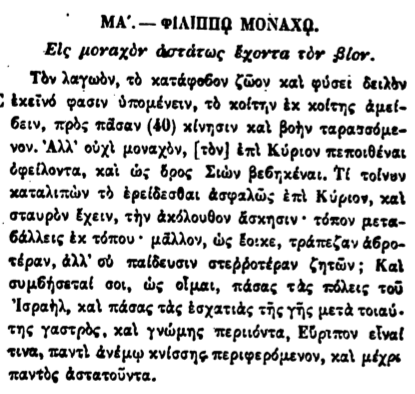 ΜΑʹ. — ΦΙΛΙΠΠΩ ΜΟΝΑΧΩ.
Εἰς μοναχὸν ἀστάτως ἔχοντα τὸν βίον.
Τὸν λαγωὸν, τὸ κατάφοβον ζῶον καὶ φύσει δειλὸν
ἐκεῖνό φασιν ὑπομένειν, τὸ κοίτην ἐκ κοίτης ἀμεί-
βειν, πρὸς πᾶσαν (40) κίνησιν καὶ βοὴν ταρασσόμε-
νον. Ἀλλ' οὐχὶ μοναχὸν, [τὸν] ἐπὶ Κύριον πεποιθέναι
ὀφείλοντα, καὶ ὡς ὄρος Σιὼν βεβηκέναι. Τί τοίνυν
καταλιπὼν τὸ ἐρείδεσθαι ἀσφαλῶς ἐπὶ Κύριον, καὶ
σταυρὸν ἔχειν, τὴν ἀκόλουθον ἄσκησιν· τόπον μετα-
βάλλεις ἐκ τόπου· μᾶλλον, ὡς ἔοικε, τράπεζαν ἁβρο-
τέραν, ἀλλ' οὐ παίδευσιν στεῤῥοτέραν ζητῶν; Καὶ
συμβήσεταί σοι, ὡς οἶμαι, πάσας τὰς πόλεις τοῦ
Ἰσραὴλ, καὶ πάσας τὰς ἐσχατιὰς τῆς γῆς μετὰ τοιαύ-
της γαστρὸς, καὶ γνώμης περιιόντα, Εὔριπον εἶναί
τινα, παντὶ ἀνέμῳ κνίσσης περιφερόμενον, καὶ μέχρι
παντὸς ἀστατοῦντα.